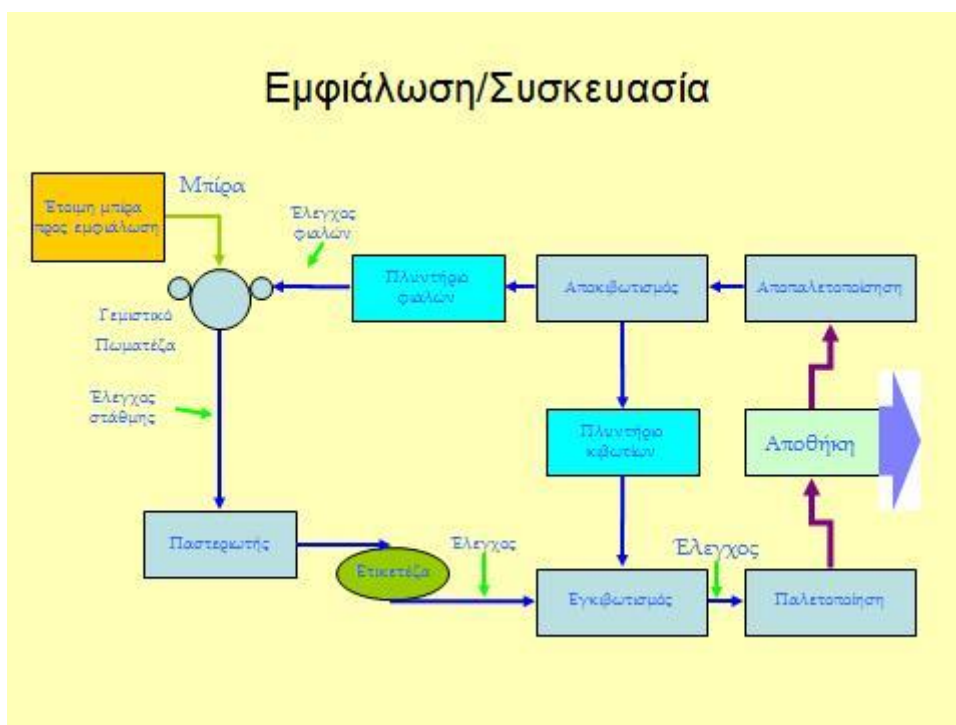 Εμφιάλωση/Συσκευασία
Μπίρα
Έτοιμη μπίρα
προς εμφιάλωση
Έλεγχος
φιαλών
Πλυντήριο
φιαλών
Αποκιβωτισμός
Αποπαλετοποίσηση
Γεμιστικό
Πωματέζα
Έλεγχος
στάθμης
Πλυντήριο
κιβωτίων
Αποθήκη
Παστεριωτής
Ετικετέζα
Έλεγχος
Εγκιβωτισμός
Έλεγχος
Παλετοποίηση